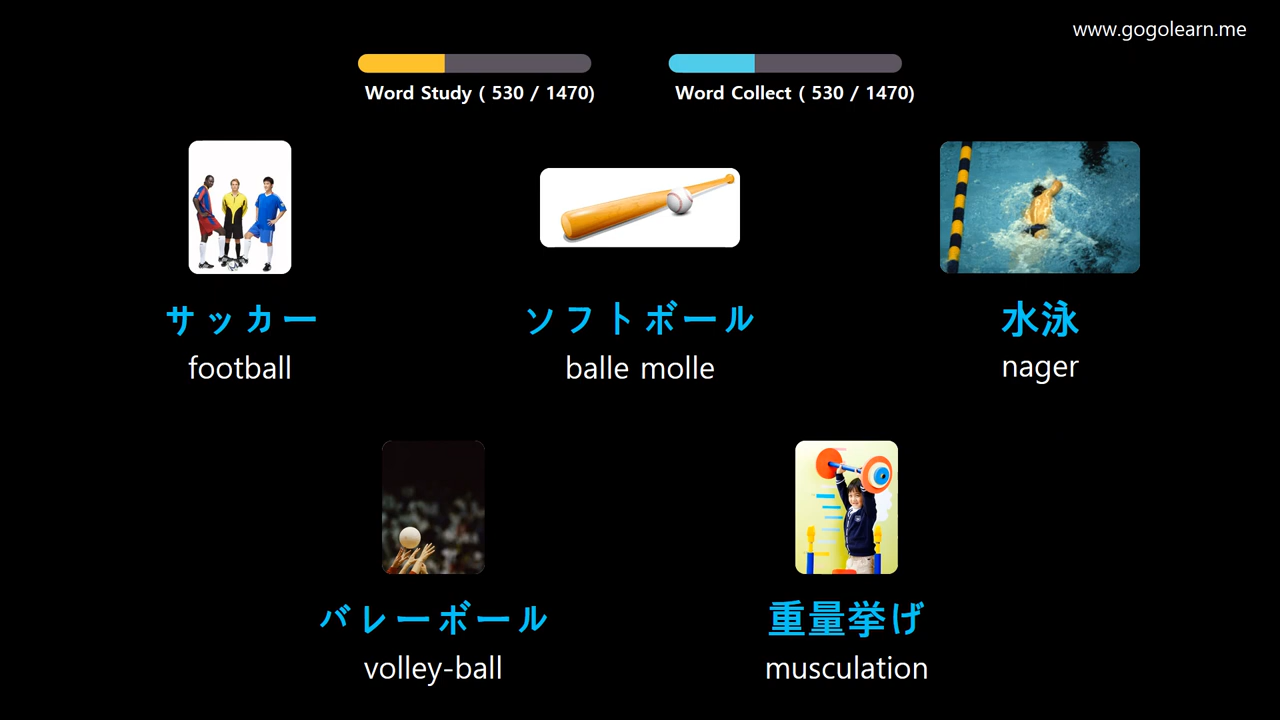 www.gogolearn.me
Word Study ( 530 / 1470)
Word Collect ( 530 / 1470)
サッカー
football
ソフトボール
balle molle
水泳
nager
バレーボール
volley-ball
重量挙げ
musculation